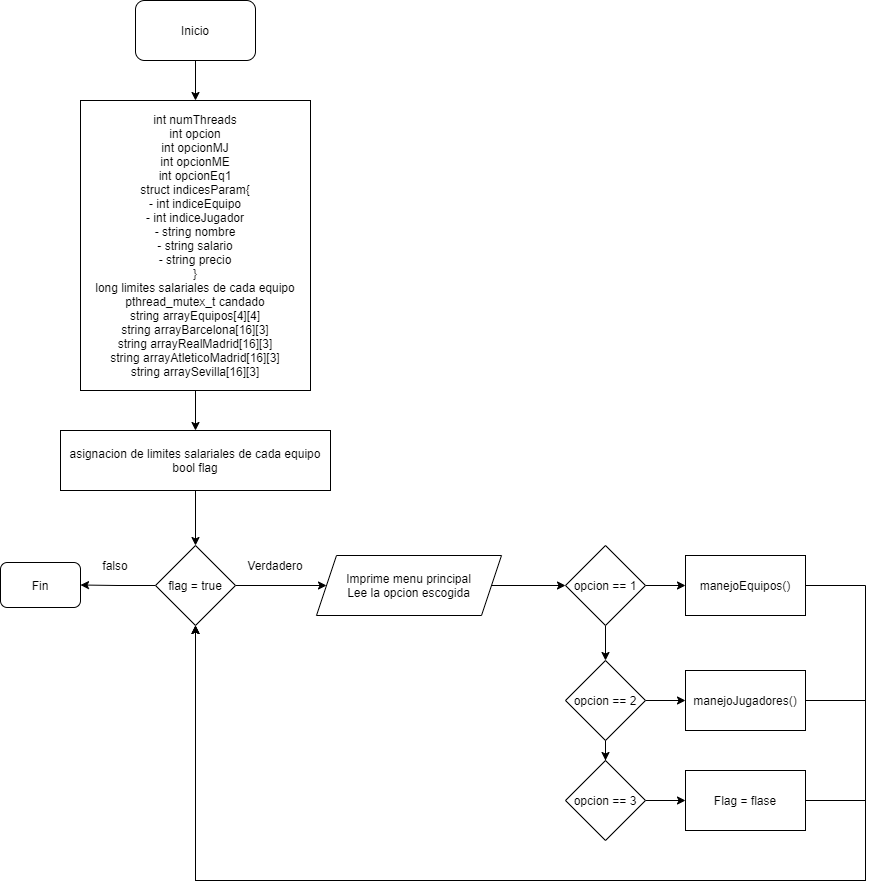 Inicio
int numThreads
int opcion
int opcionMJ
int opcionME
int opcionEq1
struct indicesParam{
- int indiceEquipo
- int indiceJugador
- string nombre
- string salario
- string precio
}
long limites salariales de cada equipo
pthread_mutex_t candado
string arrayEquipos[4][4]
string arrayBarcelona[16][3]
string arrayRealMadrid[16][3]
string arrayAtleticoMadrid[16][3]
string arraySevilla[16][3]
asignacion de limites salariales de cada equipo
bool flag
Fin
falso
flag = true
Verdadero
Imprime menu principal
Lee la opcion escogida
opcion == 1
manejoEquipos()
opcion == 2
manejoJugadores()
opcion == 3
Flag = flase